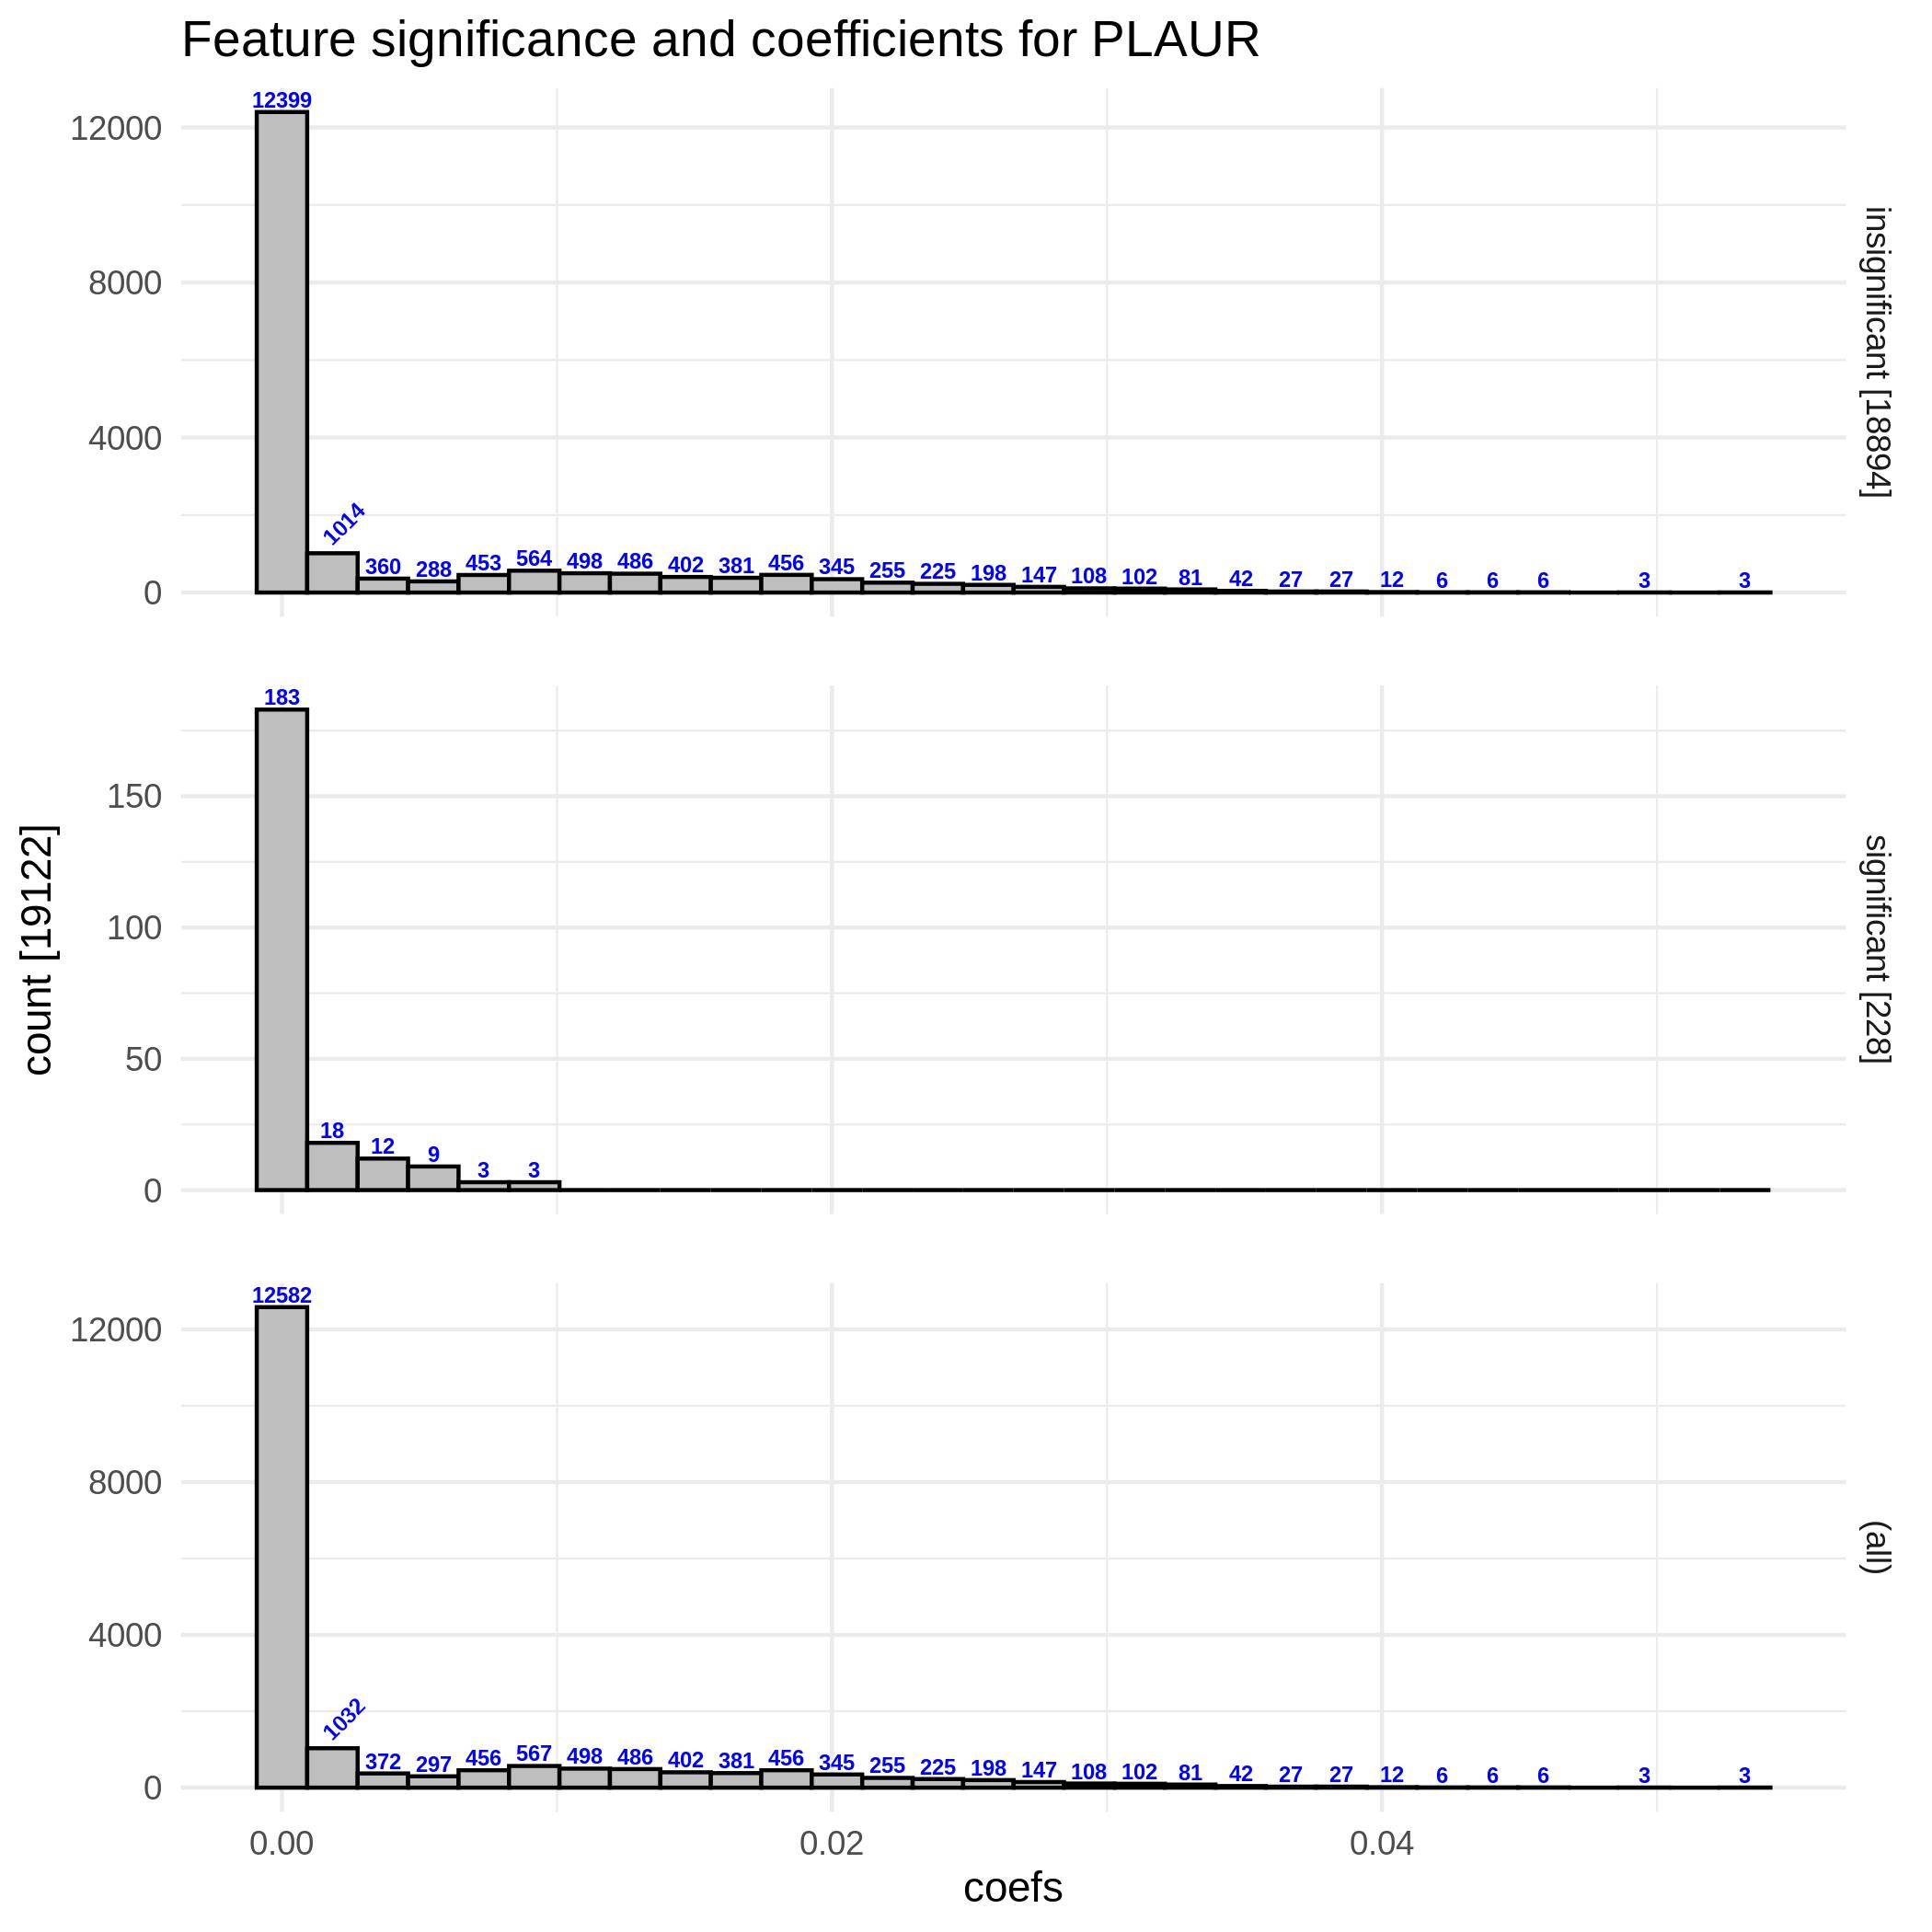 Feature significance and coefficients for PLAUR
count [19122]
12000
8000
4000
0
12399
1014
360 288 453 564 498 486 402 381 456 345 255 225 198 147 108 102 81 42 27 27 12 6 6 6 3 3
insignificant [18894]
150
100
50
0
183
18 12 9 3 3
significant [228]
12000
8000
4000
0
12582
1032
372 297 456 567 498 486 402 381 456 345 255 225 198 147 108 102 81 42 27 27 12 6 6 6 3 3
(all)
0.00 0.02 0.04
coefs